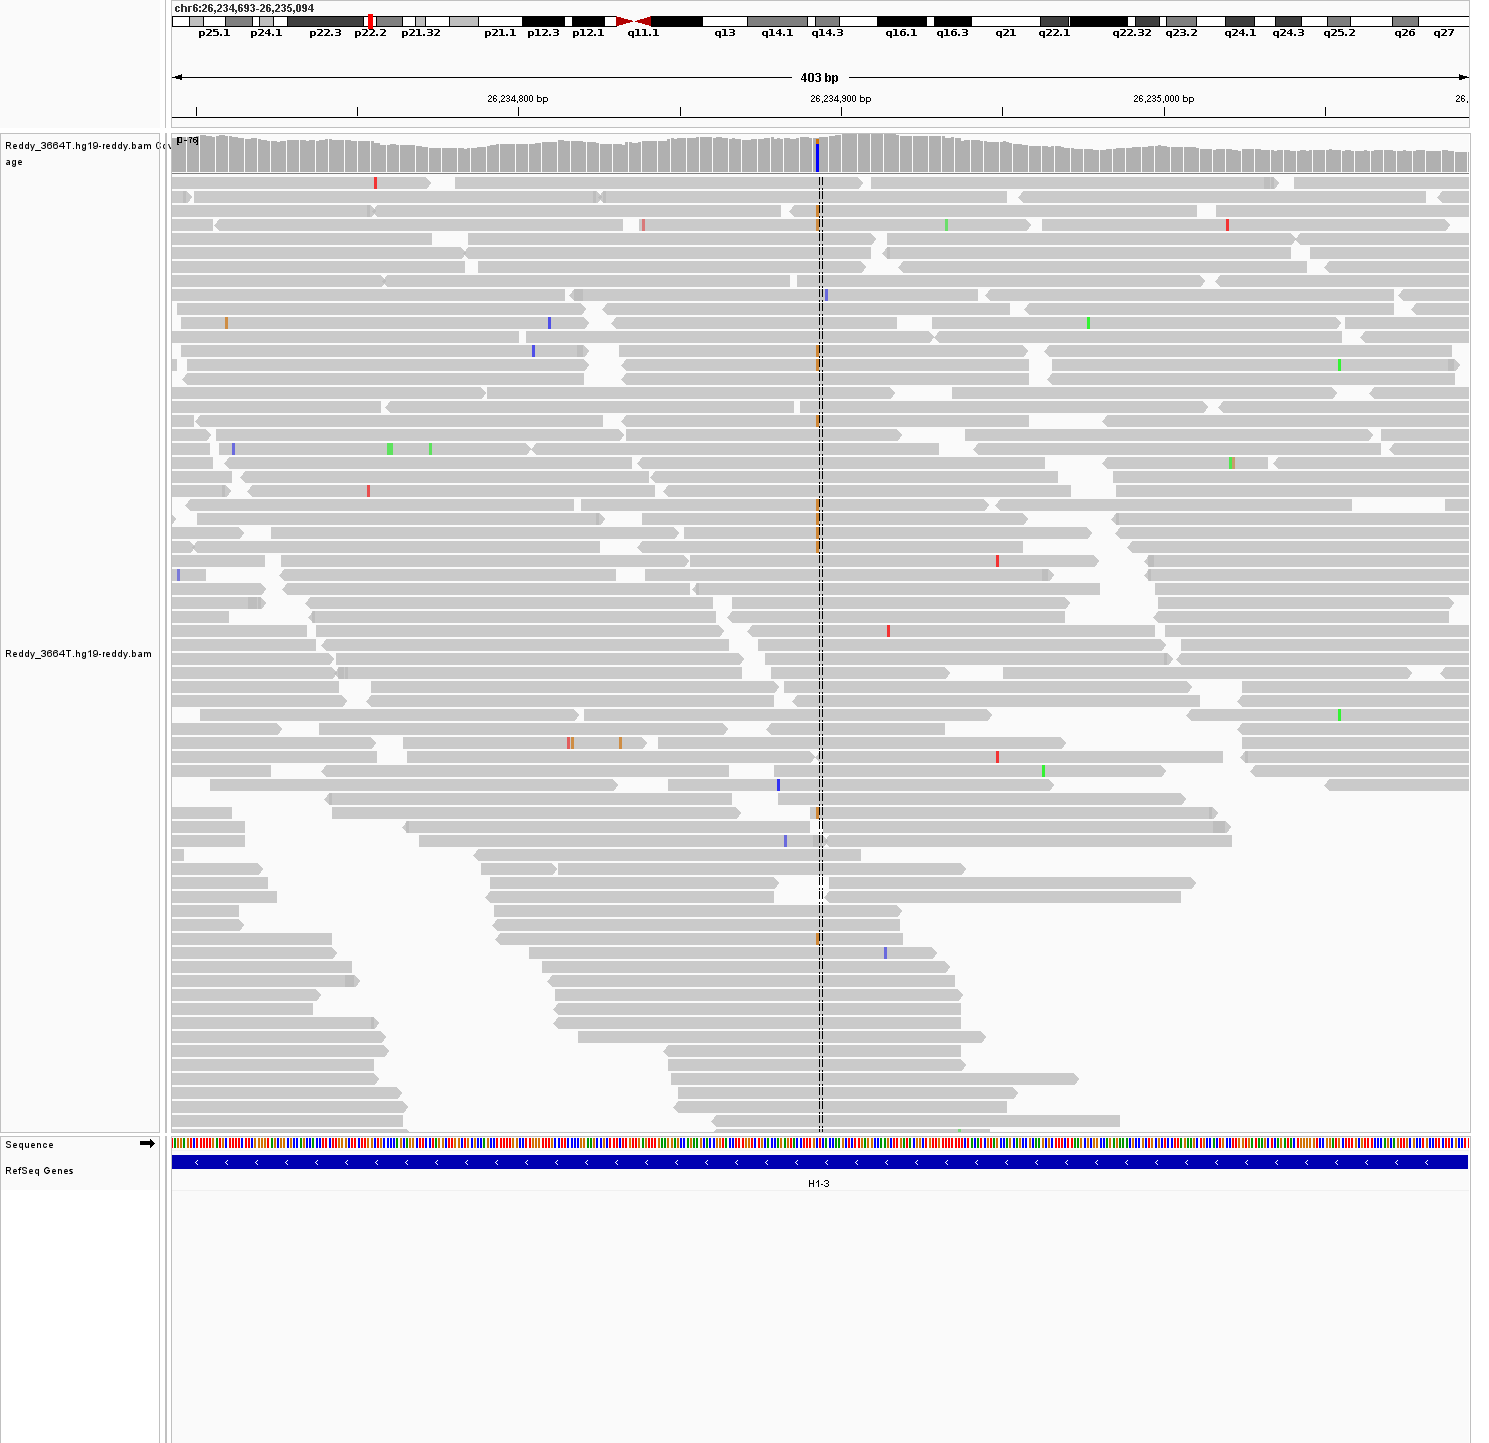 chr6:26,234,693-26,235,094
p25.1 p24.1 p22.3 p22.2 p21.32 p21.1 p12.3 p12.1 q11.1 q13 q14.1 q14.3 q16.1 q16.3 q21 q22.1 q22.32 q23.2 q24.1 q24.3 q25.2 q26 q27
403 bp
26,234,800 bp 26,234,900 bp 26,235,000 bp 26,
Reddy_3664T.hg19-reddy.bam Cov
age
[0-76]
Reddy_3664T.hg19-reddy.bam
Sequence
RefSeq Genes
H1-3